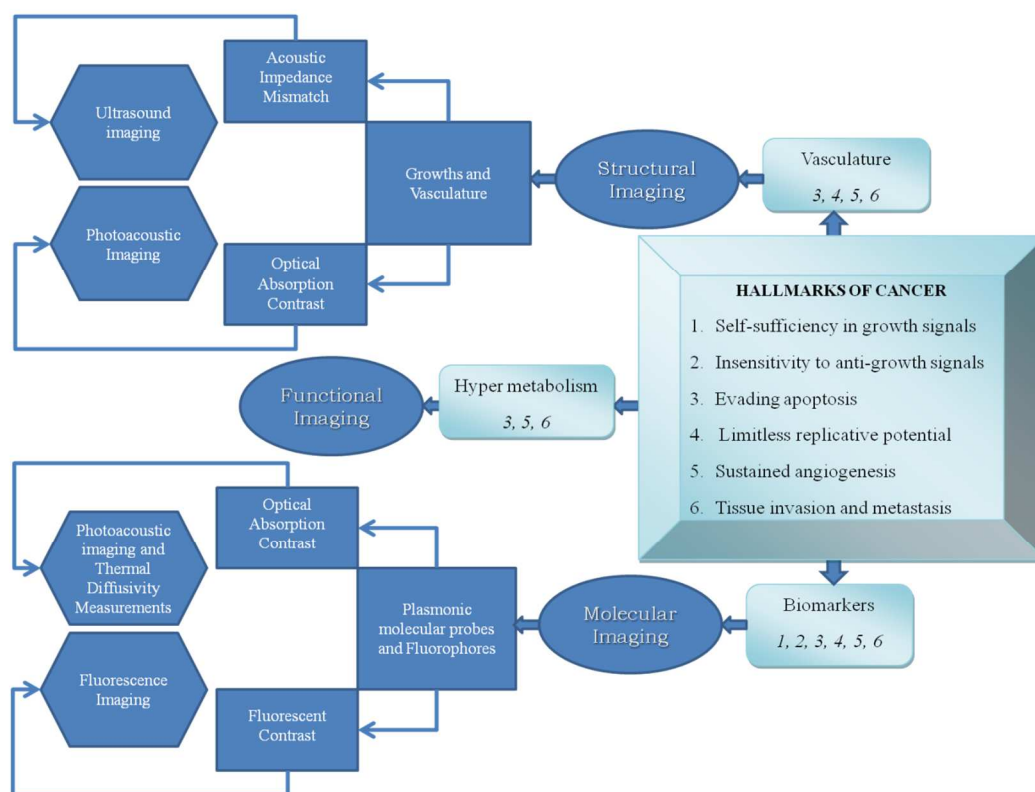 Acoustic
Impedance
Mismatch
Ultrasound
imaging
Growths and
Vasculature
Structural
Imaging
Vasculature
3, 4, 5, 6
Photoacoustic
Imaging
Optical
Absorption
Contrast
HALLMARKS OF CANCER
1. Self-sufficiency in growth signals
2. Insensitivity to anti-growth signals
3. Evading apoptosis
4. Limitless replicative potential
5. Sustained angiogenesis
6. Tissue invasion and metastasis
Functional
Imaging
Hyper metabolism
3, 5, 6
Optical
Absorption
Contrast
Photoacoustic
imaging and
Thermal
Diffusivity
Measurements
Plasmonic
molecular probes
and Fluorophores
Molecular
Imaging
Biomarkers
1, 2, 3, 4, 5, 6
Fluorescence
Imaging
Fluorescent
Contrast